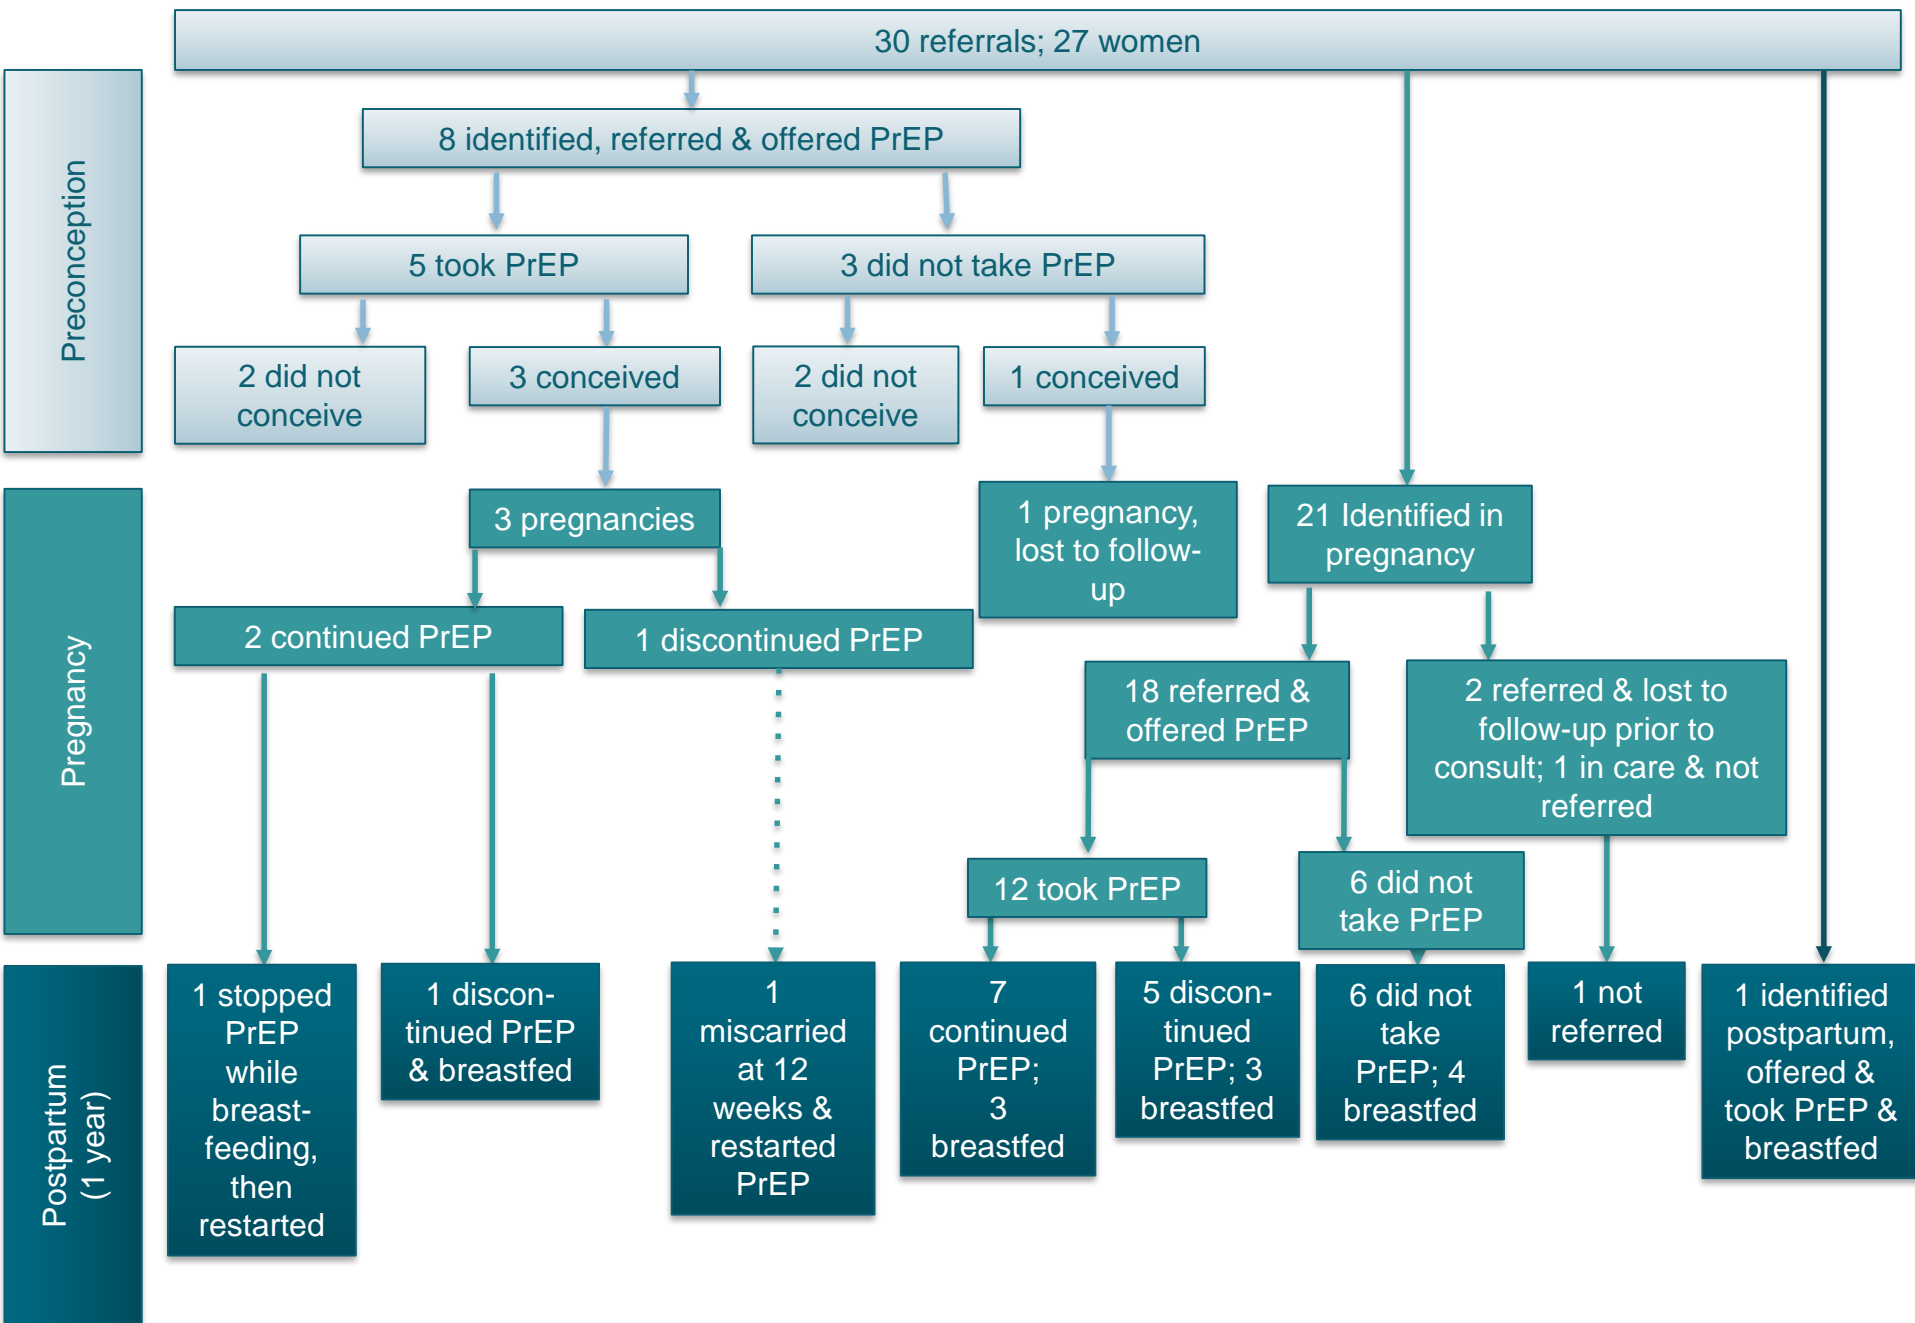 30 referrals; 27 women
Preconception
8 identified, referred & offered PrEP
5 took PrEP
3 did not take PrEP
2 did not
conceive
3 conceived
2 did not
conceive
1 conceived
Pregnancy
3 pregnancies
1 pregnancy,
lost to follow-
up
21 Identified in
pregnancy
2 continued PrEP
1 discontinued PrEP
18 referred &
offered PrEP
2 referred & lost to
follow-up prior to
consult; 1 in care & not
referred
12 took PrEP
6 did not
take PrEP
Postpartum
(1 year)
1 stopped
PrEP
while
breast-
feeding,
then
restarted
1 discon-
tinued PrEP
& breastfed
1
miscarried
at 12
weeks &
restarted
PrEP
7
continued
PrEP;
3
breastfed
5 discon-
tinued
PrEP; 3
breastfed
6 did not
take
PrEP; 4
breastfed
1 not
referred
1 identified
postpartum,
offered &
took PrEP &
breastfed